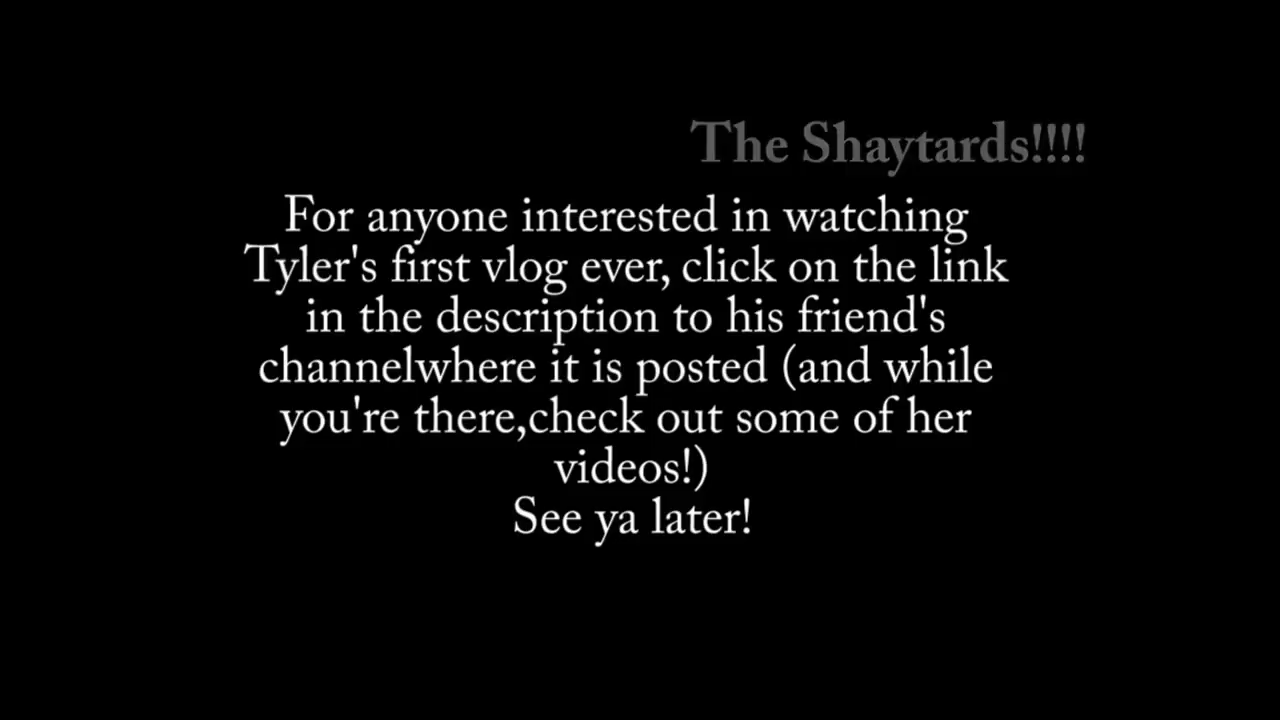 The Shaytards!!!!
For anyone interested in watching
Tyler's first vlog ever, click on the link
in the description to his friend's
channelwhere it is posted (and while
you're there,check out some of her
videos!)
See ya later!